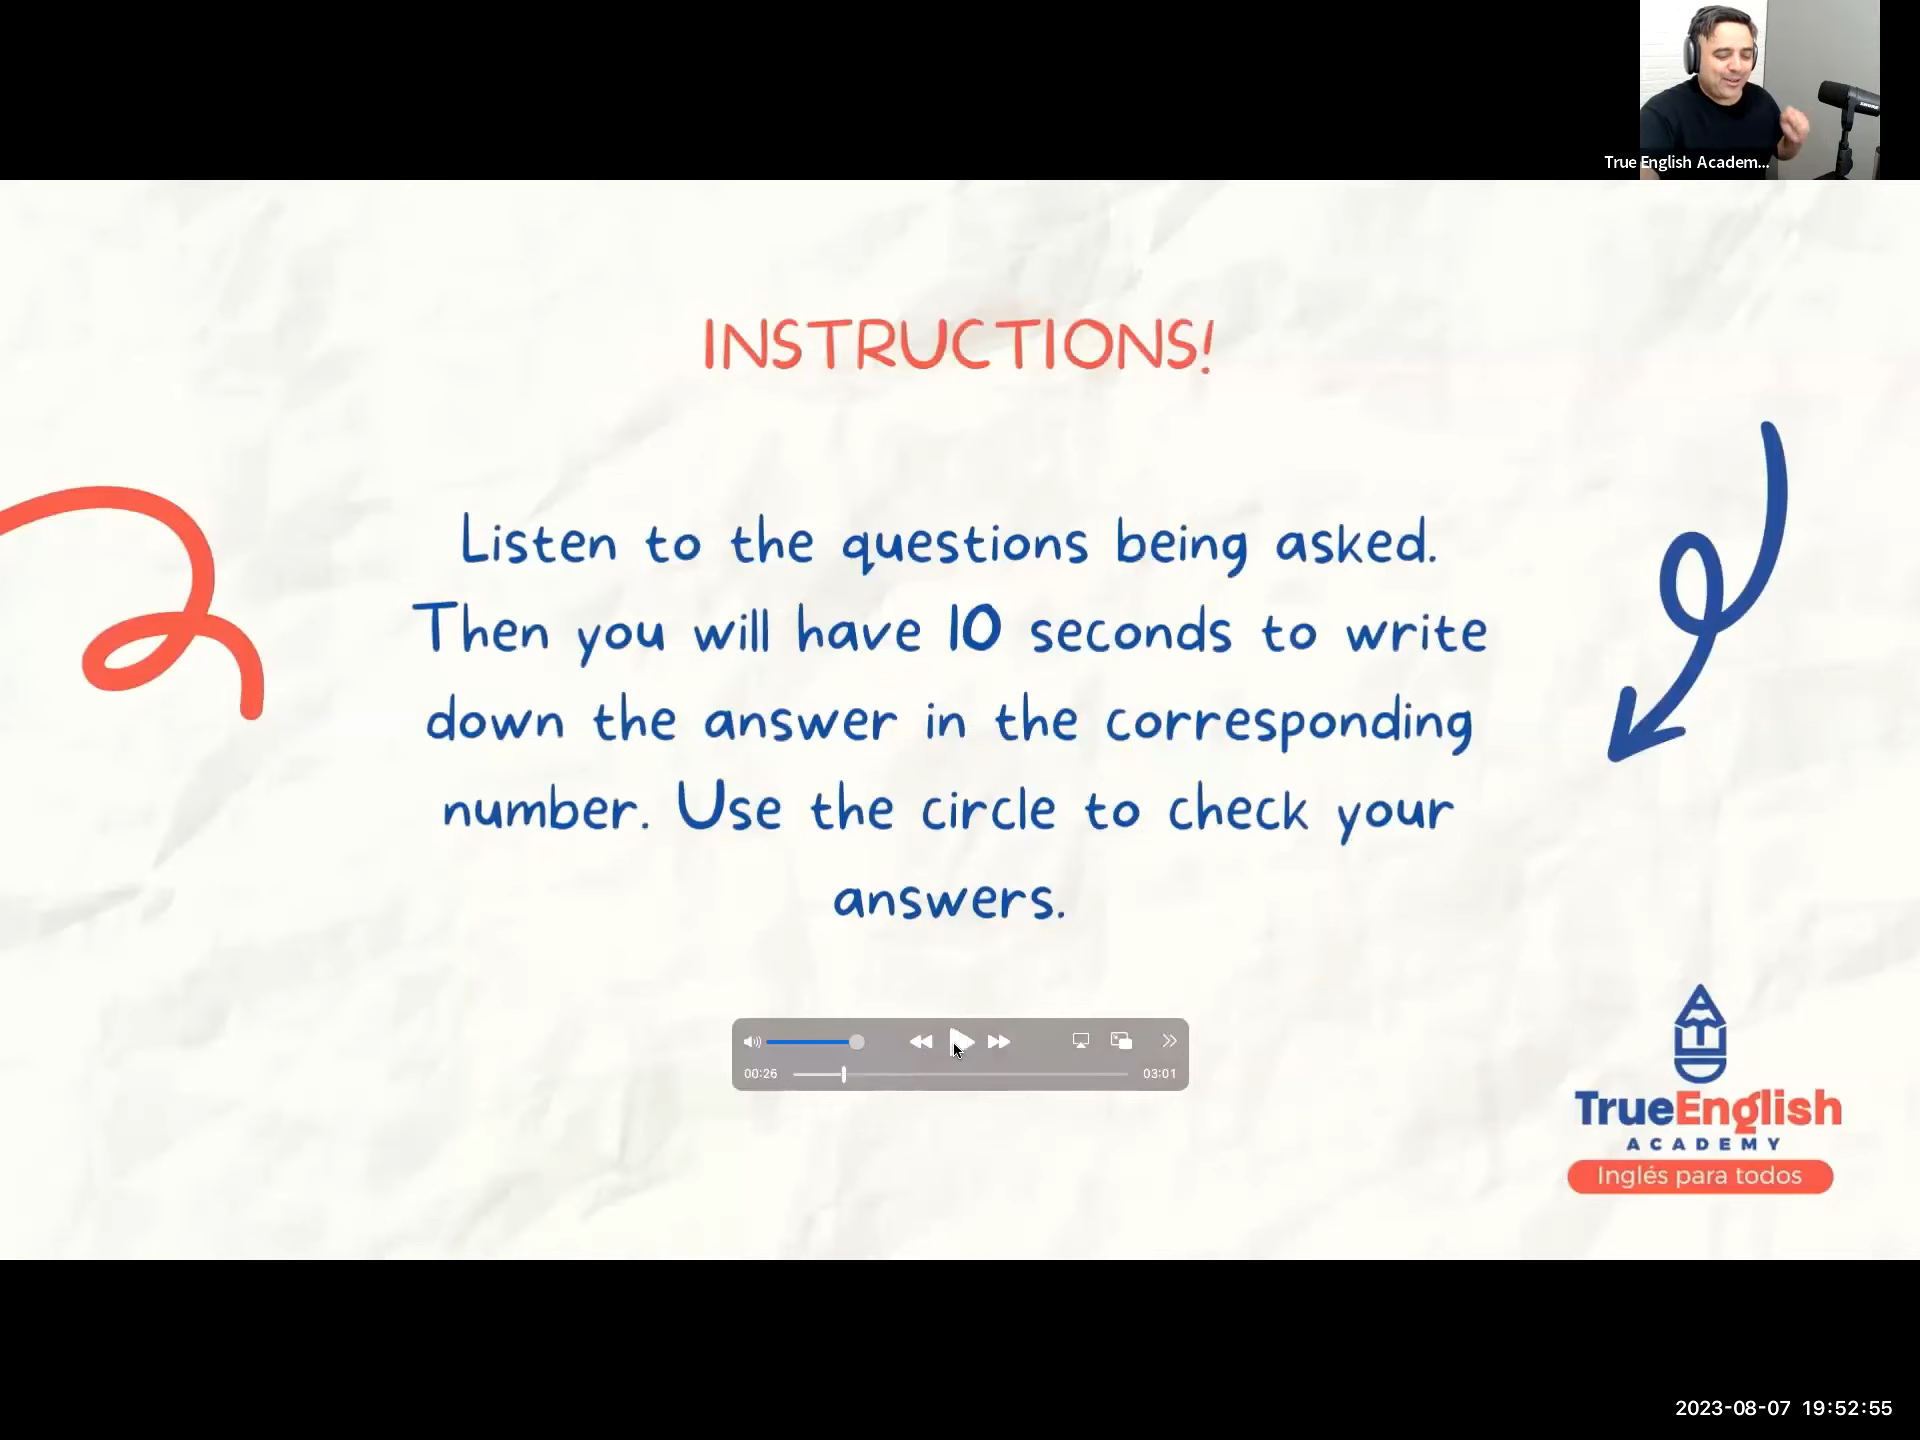 True English Academ...
INSTRUCTIONS!
Listen to the questions being asked.
Then you will have 10 seconds to write
down the answer in the corresponding
number. Use the circle to check your
answers.
00:26
03:01
TrueEnglish
ACADEMY
Inglés para todos
2023-08-07 19:52:55